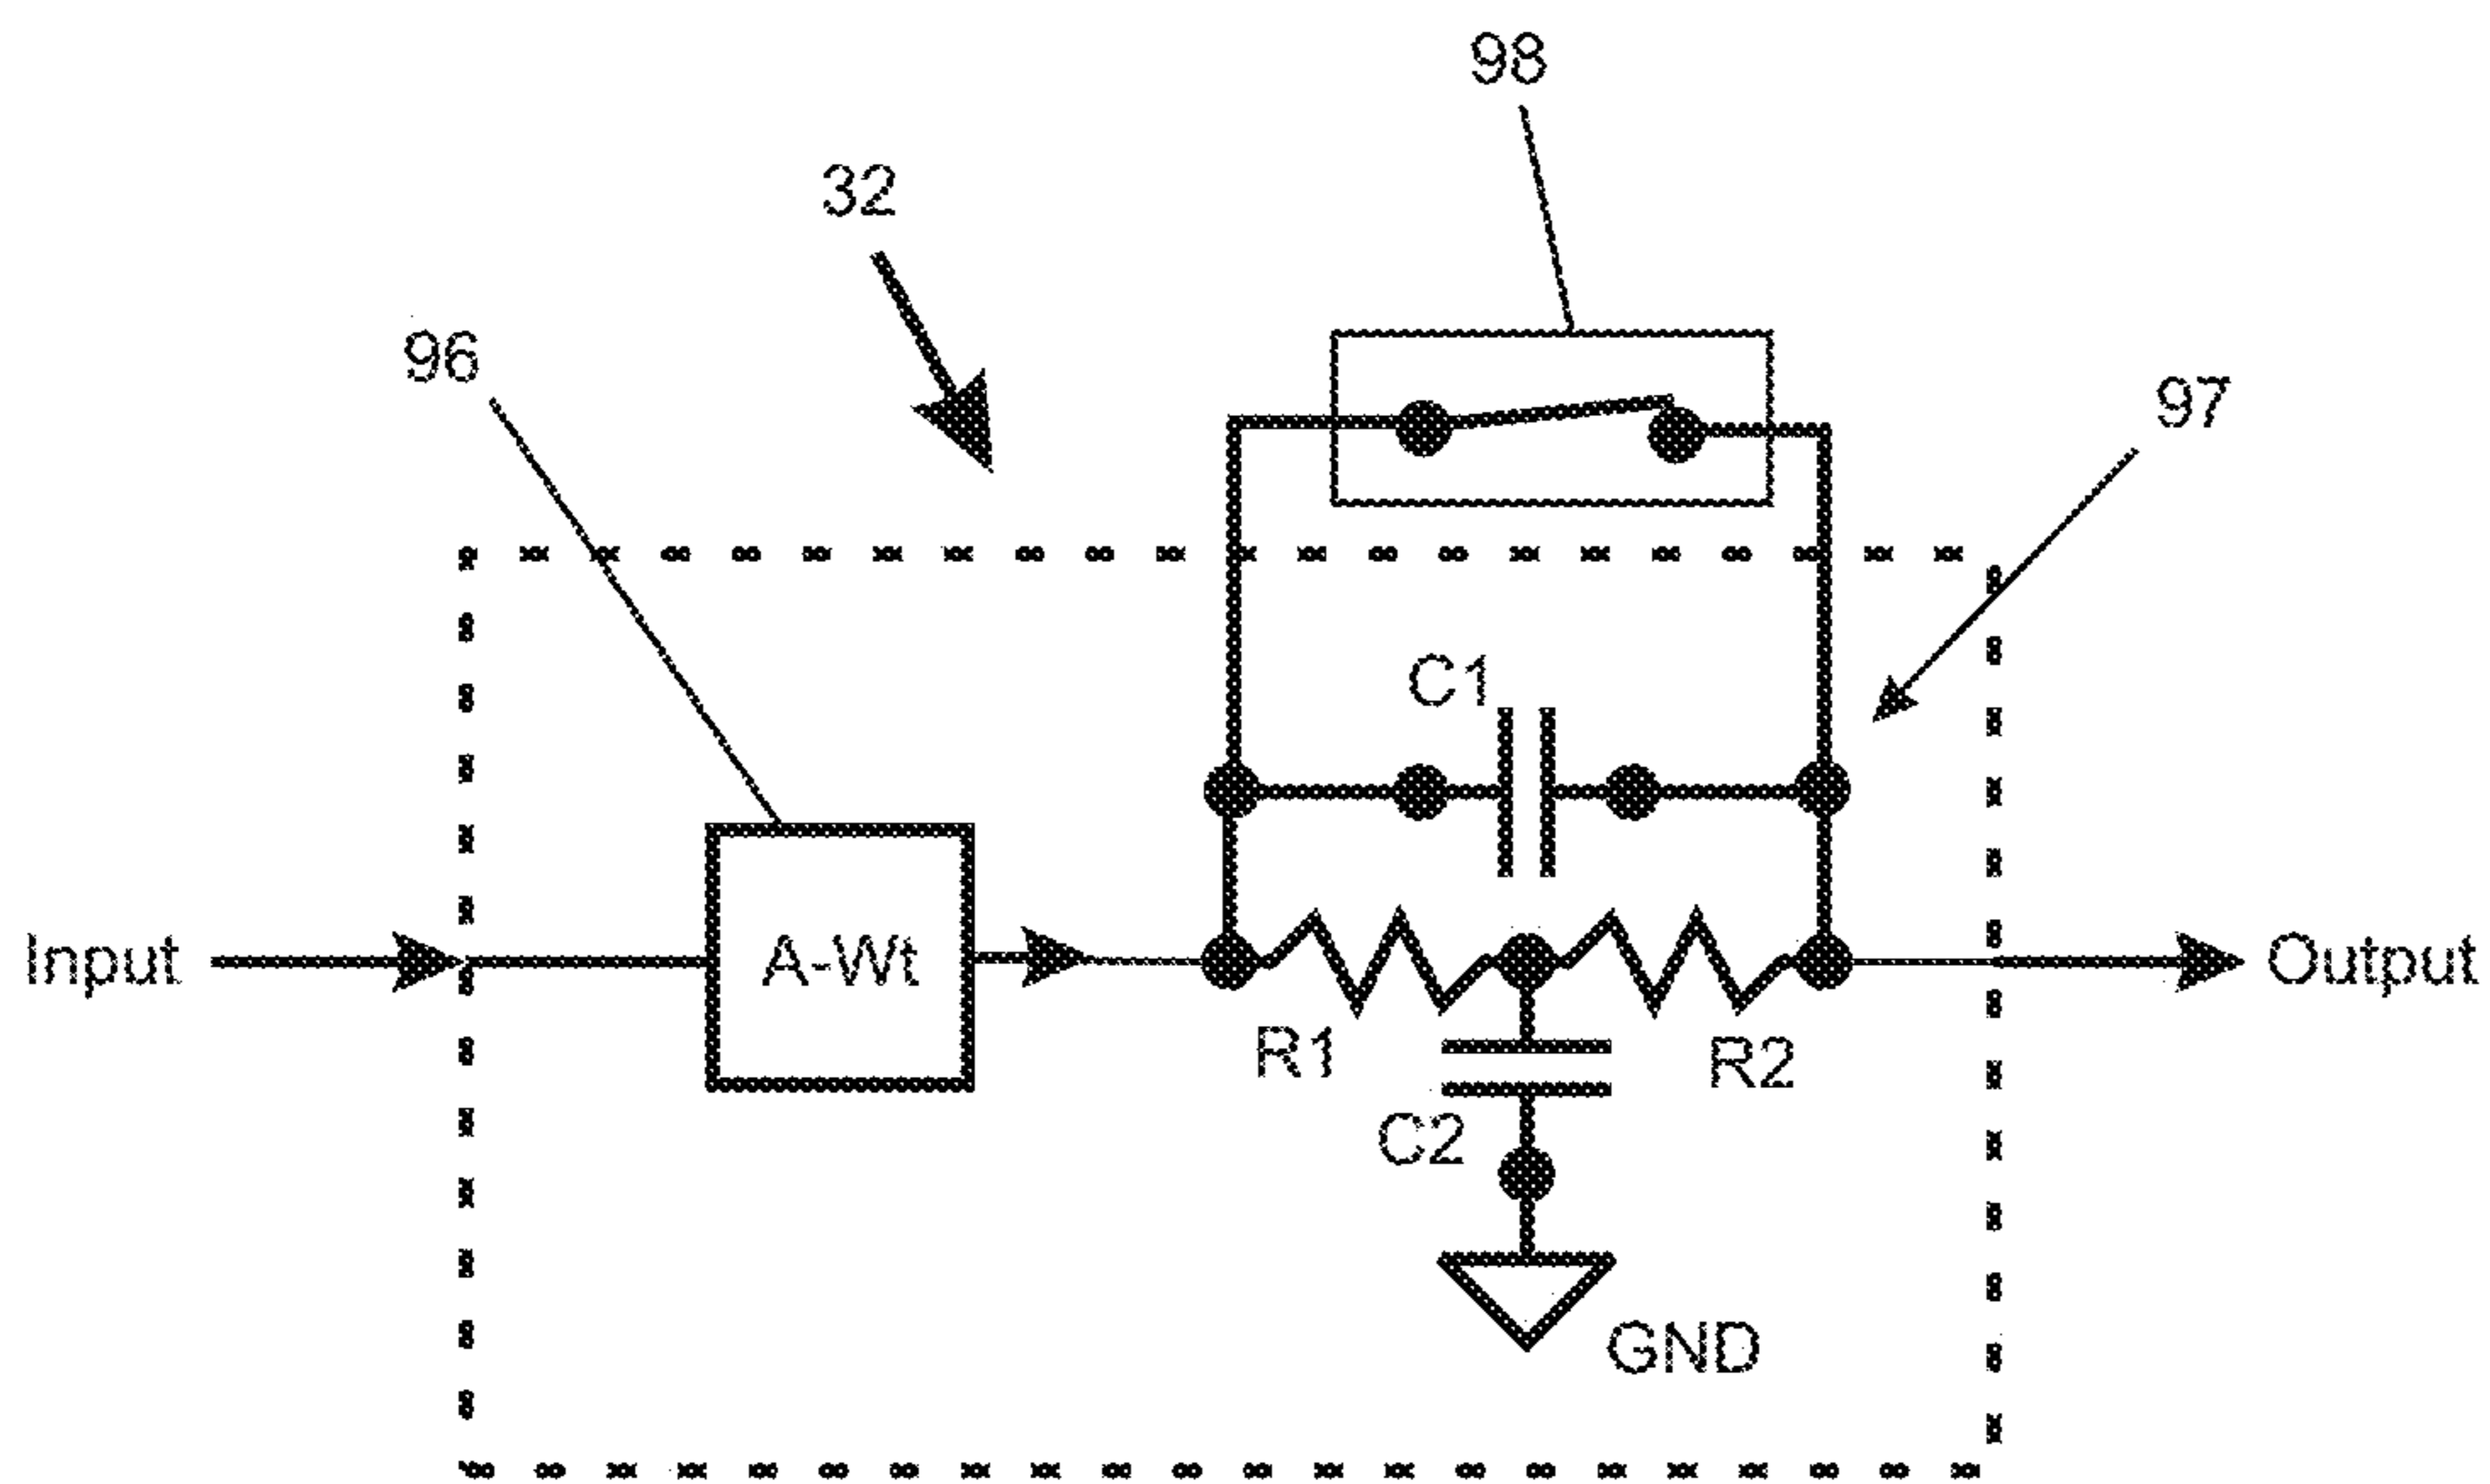 98
32
96
97
C1
Input
A-Wt
Output
R1
R2
C2
GND